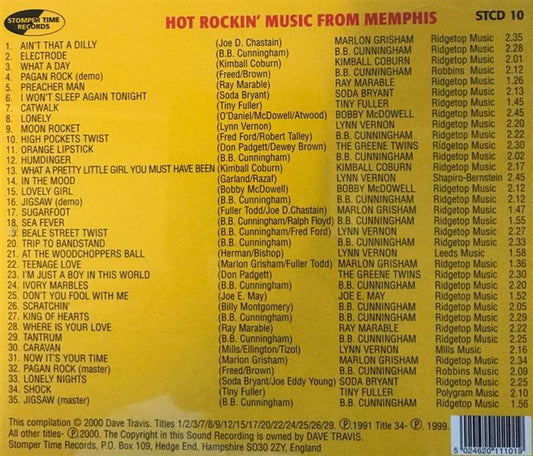 STOMPER TIME
RECORDS
HOT ROCKIN' MUSIC FROM MEMPHIS
STCD 10
1. AIN'T THAT A DILLY (Joe D. Chastain) MARLON GRISHAM Ridgetop Music 2.35
2. ELECTRODE (B.B. Cunningham) B.B. CUNNINGHAM Ridgetop Music 2.28
3. WHAT A DAY (Kimball Coburn) KIMBALL COBURN Ridgetop Music 2.01
4. PAGAN ROCK (demo) (Freed/Brown) B.B. CUNNINGHAM Robbins Music 2.12
5. PREACHER MAN (Ray Marable) RAY MARABLE Ridgetop Music 1.26
6. I WON'T SLEEP AGAIN TONIGHT (Soda Bryant) SODA BRYANT Ridgetop Music 2.13
7. CATWALK (Tiny Fuller) TINY FULLER Ridgetop Music 1.45
8. LONELY (O'Daniel/McDowell/Atwood) BOBBY MCDOWELL Ridgetop Music 2.45
9. MOON ROCKET (Lynn Vernon) LYNN VERNON Ridgetop Music 2.20
10. HIGH POCKETS TWIST (Fred Ford/Robert Talley) B.B. CUNNINGHAM Ridgetop Music 2.22
11. ORANGE LIPSTICK (Don Padgett/Dewey Brown) THE GREENE TWINS Ridgetop Music 2.30
12. HUMDINGER (B.B. Cunningham) B.B. CUNNINGHAM Ridgetop Music 2.02
13. WHAT A PRETTY LITTLE GIRL YOU MUST HAVE BEEN (Kimball Coburn) KIMBALL COBURN Ridgetop Music 2.17
14. IN THE MOOD (Garland/Razaf) LYNN VERNON Shapiro-Bernstein 2.45
15. LOVELY GIRL (Bobby McDowell) BOBBY MCDOWELL Ridgetop Music 2.12
16. JIGSAW (demo) (B.B. Cunningham) B.B. CUNNINGHAM Ridgetop Music 2.01
17. SUGARFOOT (Fuller Todd/Joe D.Chastain) MARLON GRISHAM Ridgetop Music 1.47
18. SEA FEVER (B.B. Cunningham/Ralph Floyd) B.B. CUNNINGHAM Ridgetop Music 1.55
BEALE STREET TWIST (B.B. Cunningham/Fred Ford) LYNN VERNON Ridgetop Music 2.27
20. TRIP TO BANDSTAND (B.B. Cunningham) B.B. CUNNINGHAM Ridgetop Music 2.33
21. AT THE WOODCHOPPERS BALL (Herman/Bishop) LYNN VERNON Leeds Music 1.58
22. TEENAGE LOVE (Marlon Grisham/Fuller Todd) MARLON GRISHAM Ridgetop Music 1.36
23. I'M JUST A BOY IN THIS WORLD (Don Padgett) THE GREENE TWINS Ridgetop Music 2.30
24. IVORY MARBLES (B.B. Cunningham) B.B. CUNNINGHAM Ridgetop Music 2.21
25. DON'T YOU FOOL WITH ME (Joe E. May) JOE E. MAY Ridgetop Music 1.52
26. SCRATCHIN' (Billy Montgomery) B.B. CUNNINGHAM Ridgetop Music 2.05
27. KING OF HEARTS (B.B. Cunningham) B.B. CUNNINGHAM Ridgetop Music 2.29
28. WHERE IS YOUR LOVE (Ray Marable) RAY MARABLE Ridgetop Music 2.22
29. TANTRUM (B.B. Cunningham) B.B. CUNNINGHAM Ridgetop Music 2.29
30. CARAVAN (Mills/Ellington/Tizol) LYNN VERNON Mills Music 2.16
31. NOW IT'S YOUR TIME (Marlon Grisham) MARLON GRISHAM Ridgetop Music 2.34
32. PAGAN ROCK (master) (Freed/Brown) B.B. CUNNINGHAM Robbins Music 2.09
33. LONELY NIGHTS (Soda Bryant/Joe Eddy Young) SODA BRYANT Ridgetop Music 2.25
34. SHOCK (Tiny Fuller) TINY FULLER Polygram Music 2.10
35. JIGSAW (master) (B.B. Cunningham) B.B. CUNNINGHAM Ridgetop Music 1.56
This compilation © 2000 Dave Travis. Titles 1/2/3/7/8/9/12/15/17/20/22/24/25/26/29. ℗1991 Title 34- ℗ 1999.
All other titles- ℗2000. The Copyright in this Sound Recording is owned by DAVE TRAVIS.
Stomper Time Records, P.O. Box 109, Hedge End, Hampshire SO30 2ZY, England
5 024620 111019